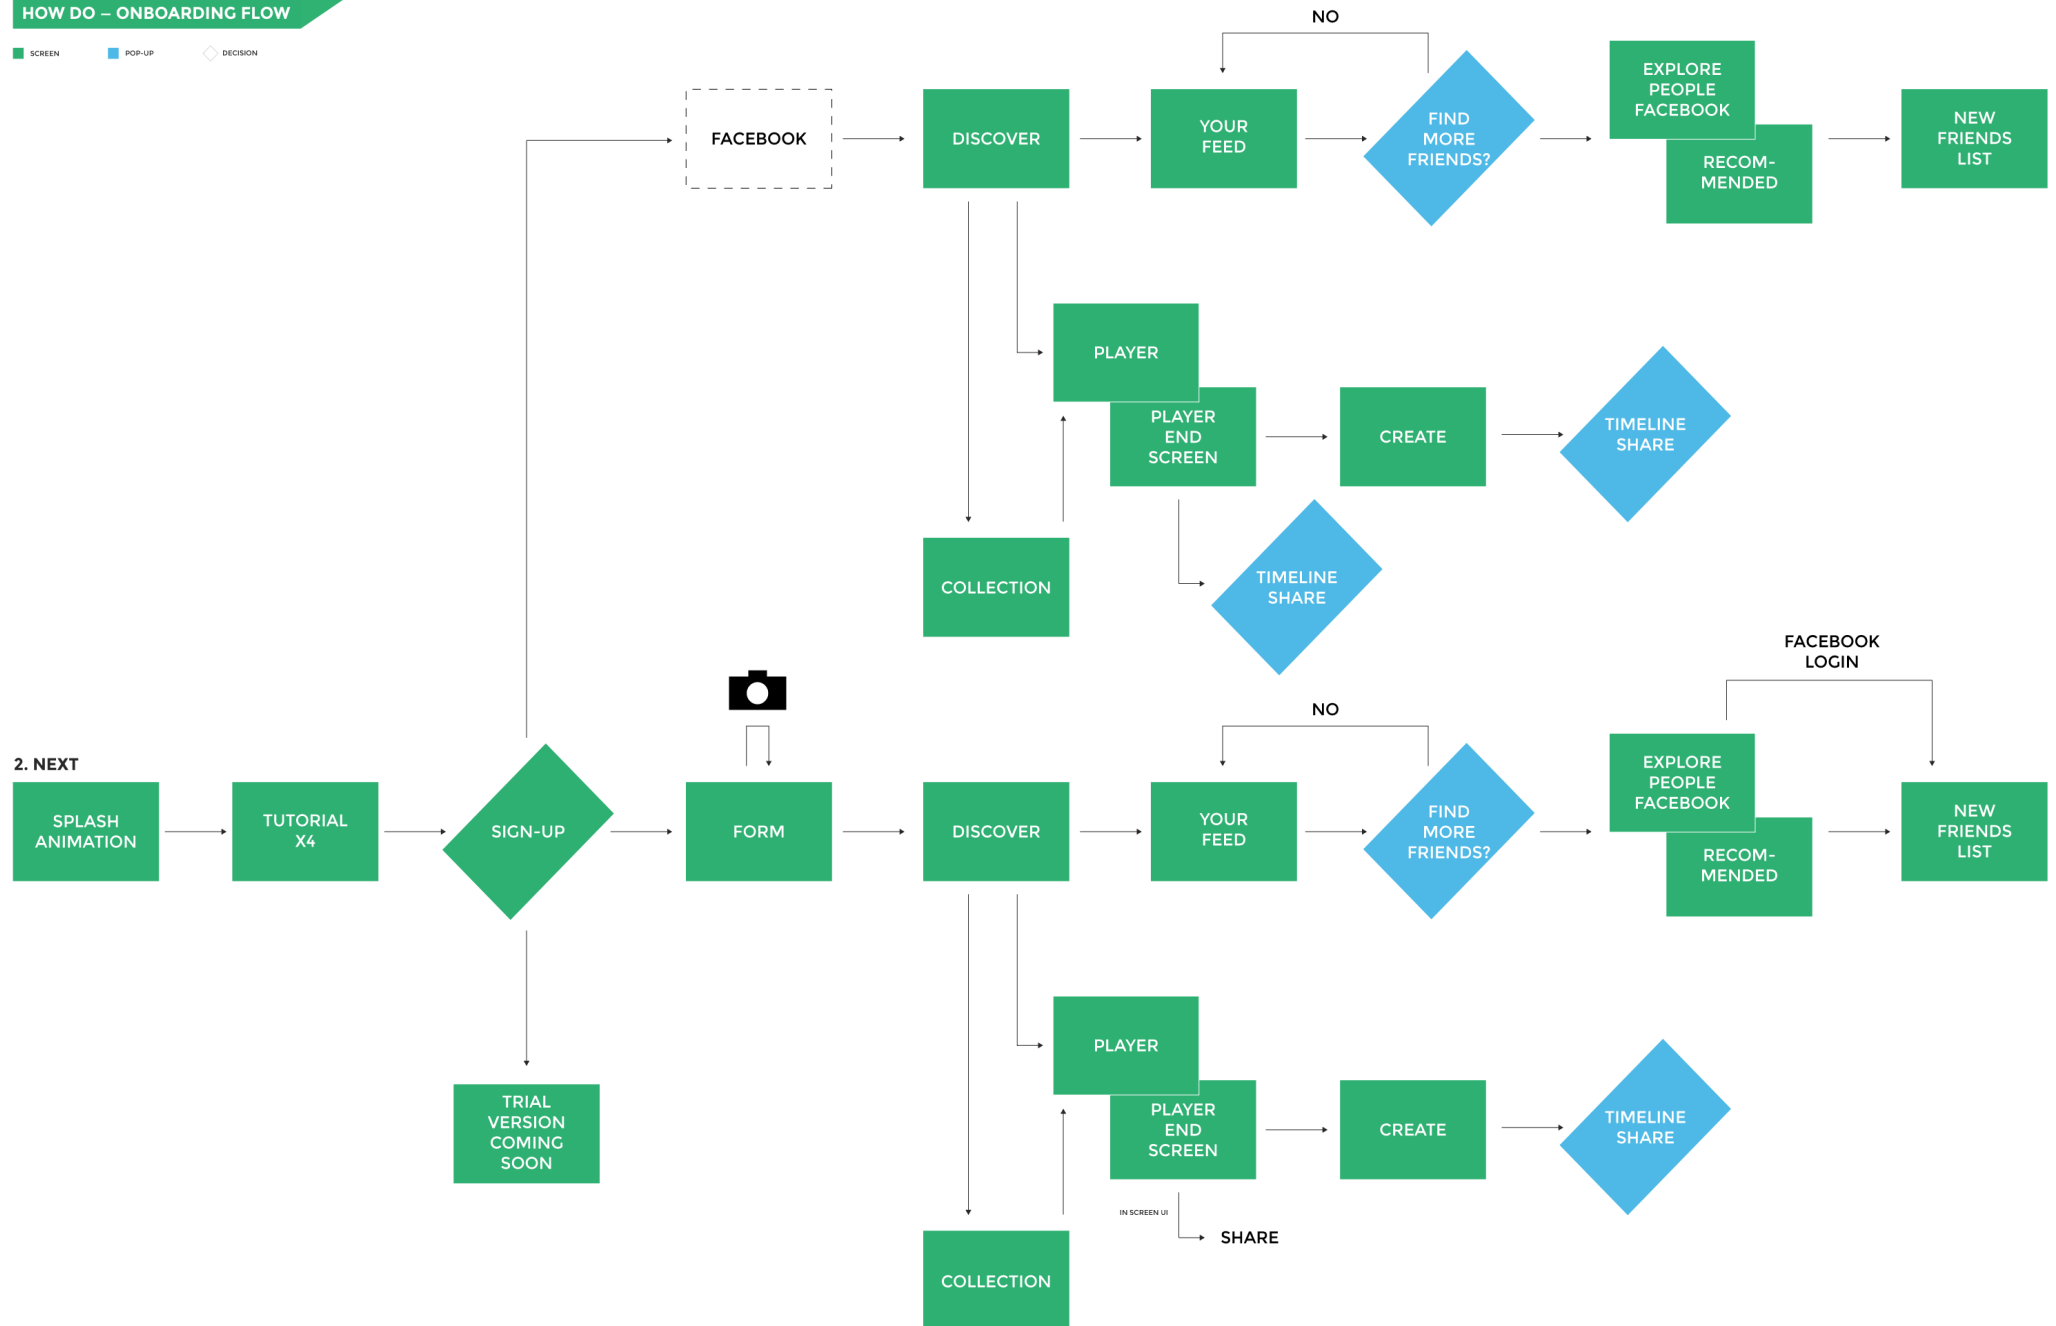 HOW DO – ONBOARDING FLOW
SCREEN
POP-UP
DECISION
NO
FACEBOOK
DISCOVER
YOUR
FEED
FIND
MORE
FRIENDS?
EXPLORE
PEOPLE
FACEBOOK
RECOM-
MENDED
NEW
FRIENDS
LIST
PLAYER
PLAYER
END
SCREEN
CREATE
TIMELINE
SHARE
TIMELINE
SHARE
COLLECTION
FACEBOOK
LOGIN
NO
2. NEXT
SPLASH
ANIMATION
TUTORIAL
X4
SIGN-UP
FORM
DISCOVER
YOUR
FEED
FIND
MORE
FRIENDS?
EXPLORE
PEOPLE
FACEBOOK
RECOM-
MENDED
NEW
FRIENDS
LIST
TRIAL
VERSION
COMING
SOON
PLAYER
PLAYER
END
SCREEN
CREATE
TIMELINE
SHARE
IN SCREEN UI
SHARE
COLLECTION